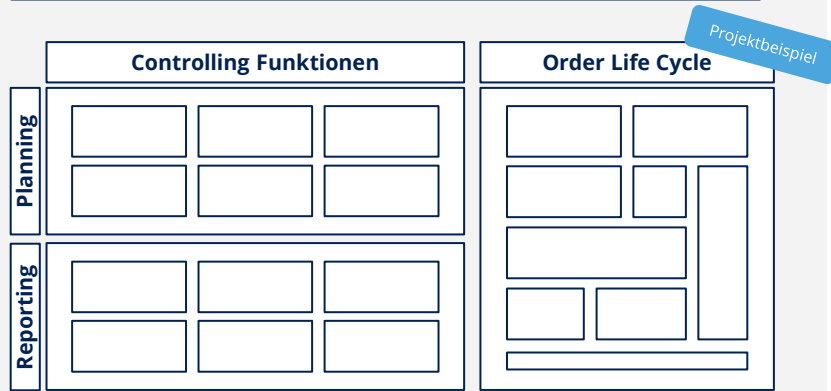 Projektbeispiel
Controlling Funktionen
Order Life Cycle
Planning
Reporting